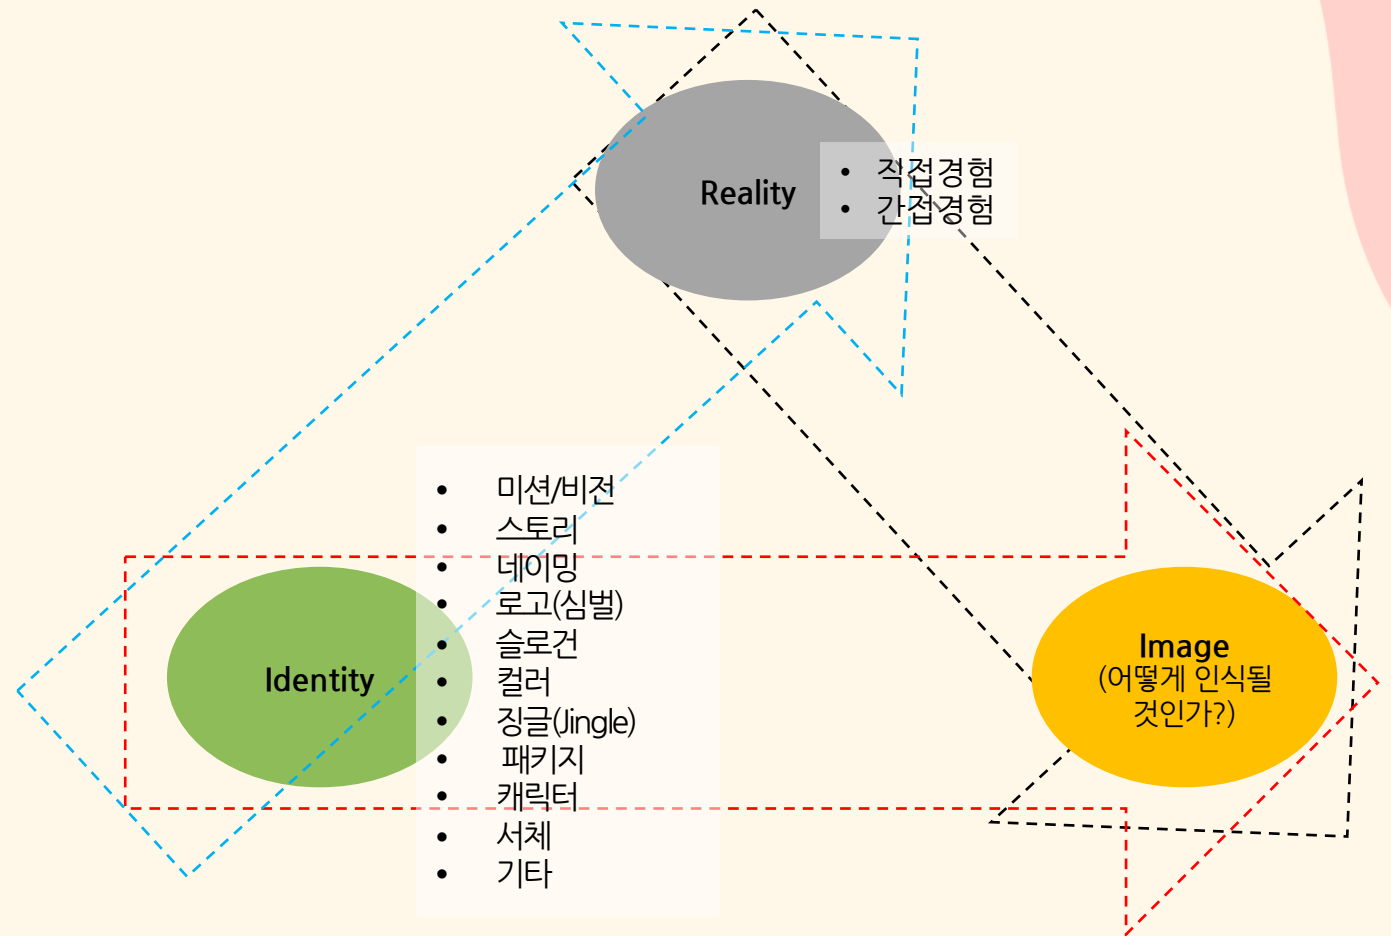 Reality
• 직접경험
• 간접경험
• 미션/비전
• 스토리
• 네이밍
• 로고(심벌)
• 슬로건
• 컬러
• 징글(Jingle)
• 패키지
• 캐릭터
• 서체
• 기타
Identity
Image
(어떻게 인식될
것인가?)